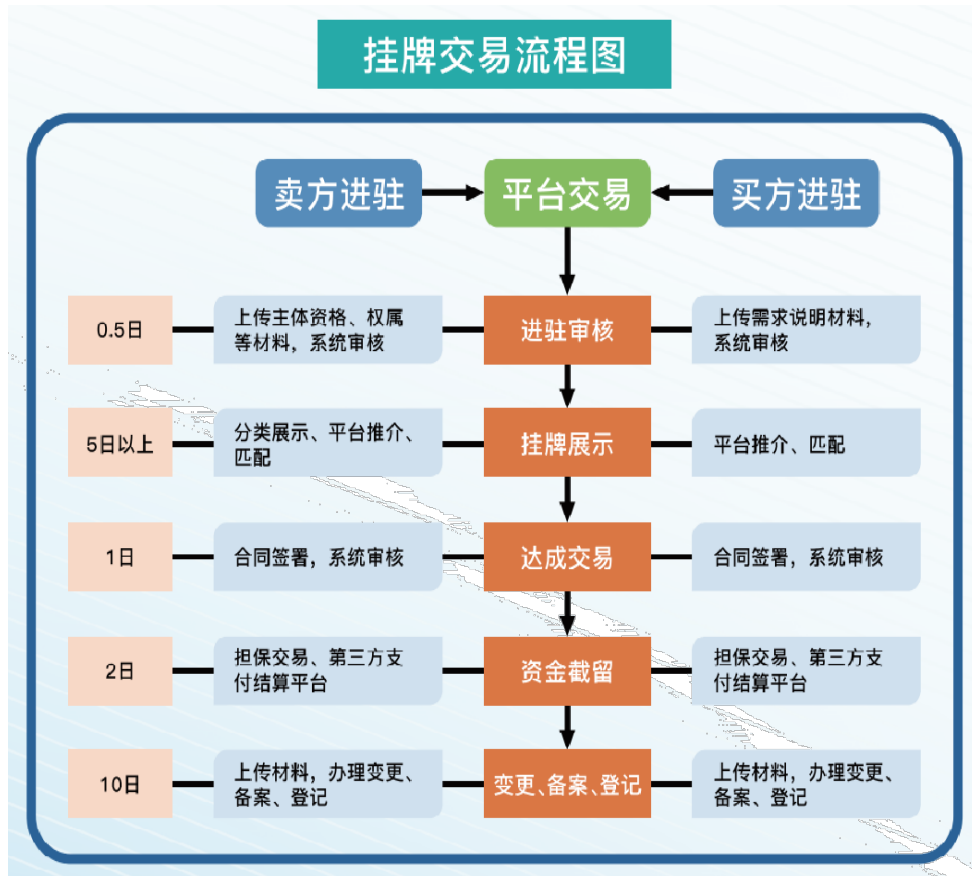 挂牌交易流程图
卖方进驻
平台交易
买方进驻
0.5日
上传主体资格、权属
等材料，系统审核
进驻审核
上传需求说明材料，
系统审核
5日以上
分类展示、平台推介、
匹配
挂牌展示
平台推介、匹配
1日
合同签署，系统审核
达成交易
合同签署，系统审核
2日
担保交易、第三方支
付结算平台
资金截留
担保交易、第三方支
付结算平台
10日
上传材料，办理变更、
备案、登记
变更、备案、登记
上传材料，办理变更、
备案、登记